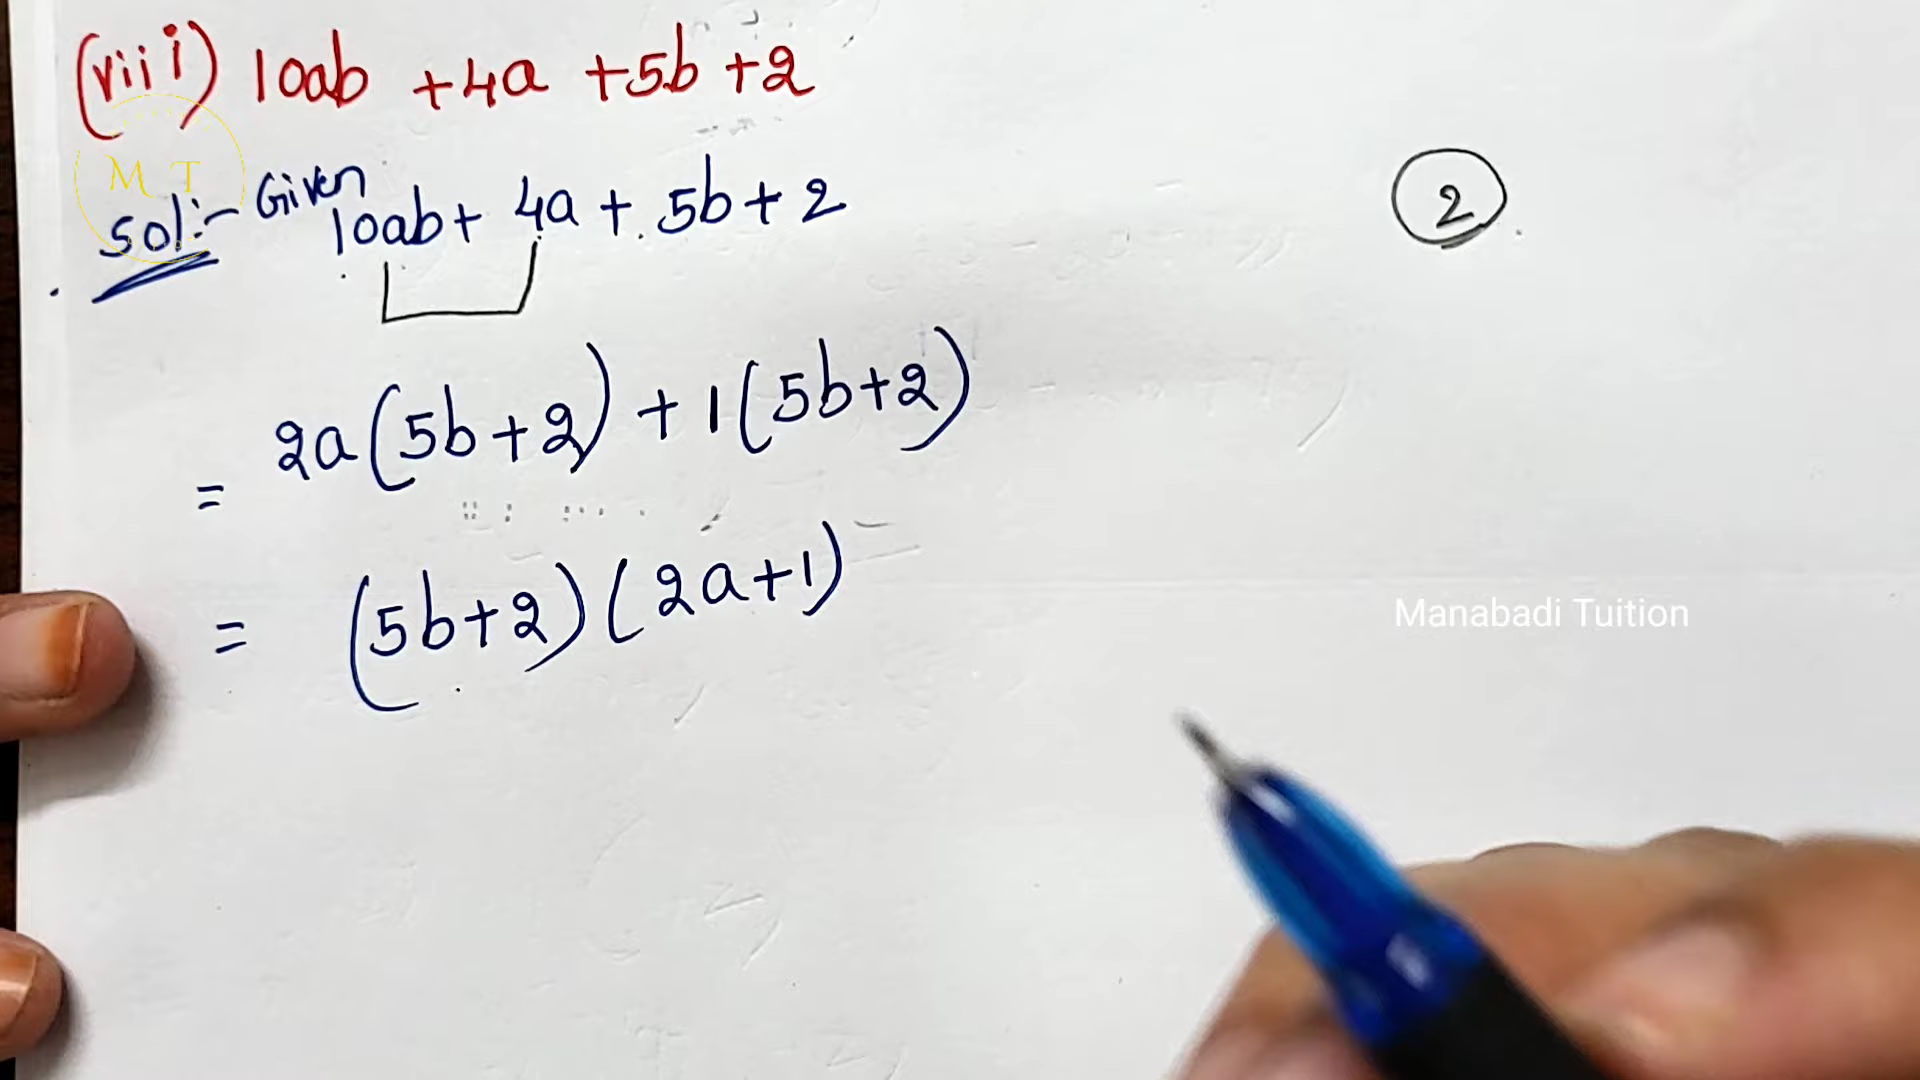 (viii) 10ab +4a +5b +2
M T
Sol:- Given
10ab + 4a + 5b + 2
2
= 2a(5b+2) + 1(5b+2)
= (5b+2)(2a+1)
Manabadi Tuition